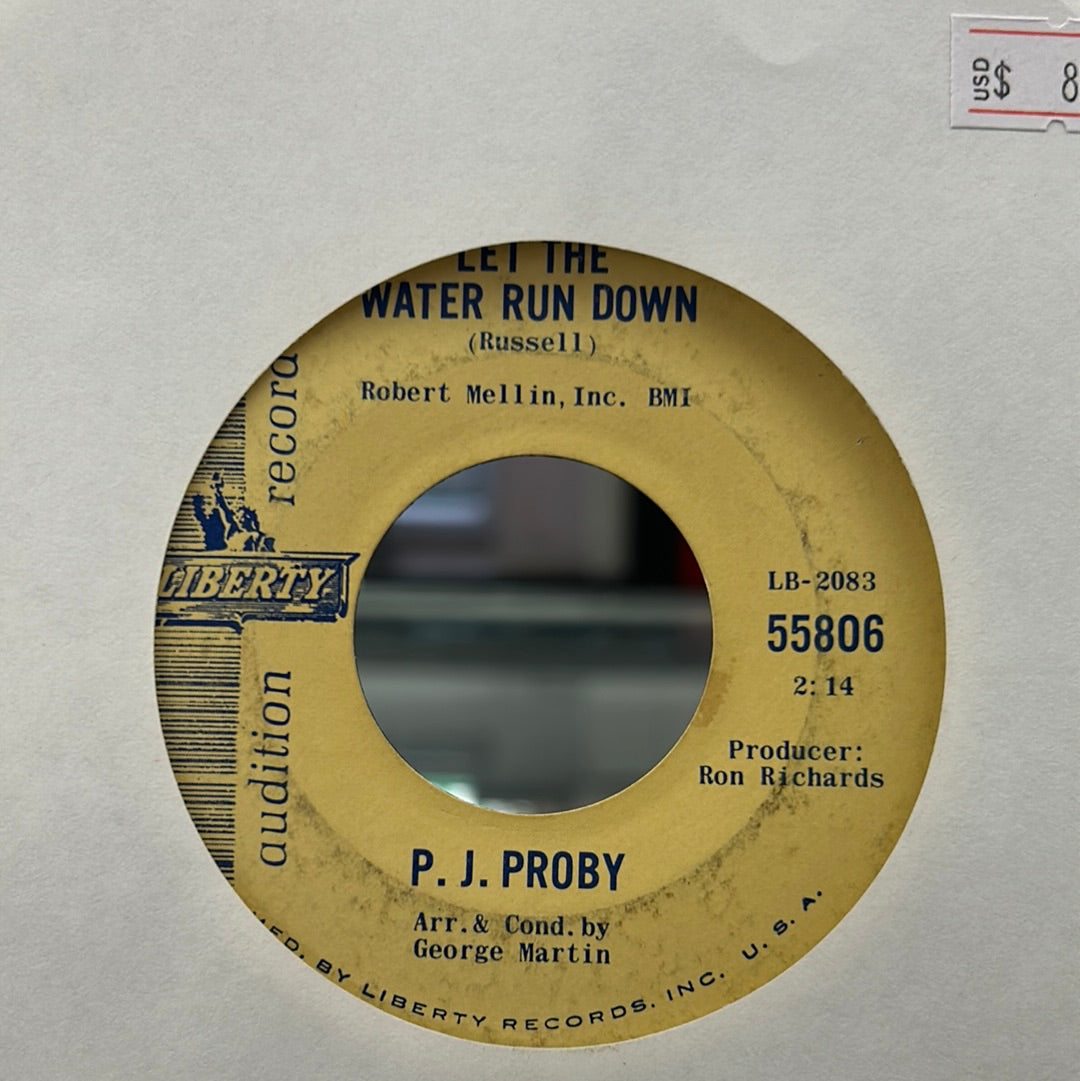 USD $ 8
LET THE
WATER RUN DOWN
(Russell)
Robert Mellin, Inc. BMI
audition record
LIBERTY
LB-2083
55806
2:14
Producer:
Ron Richards
P. J. PROBY
Arr. & Cond. by
George Martin
MFD. BY LIBERTY RECORDS, INC. U. S. A.